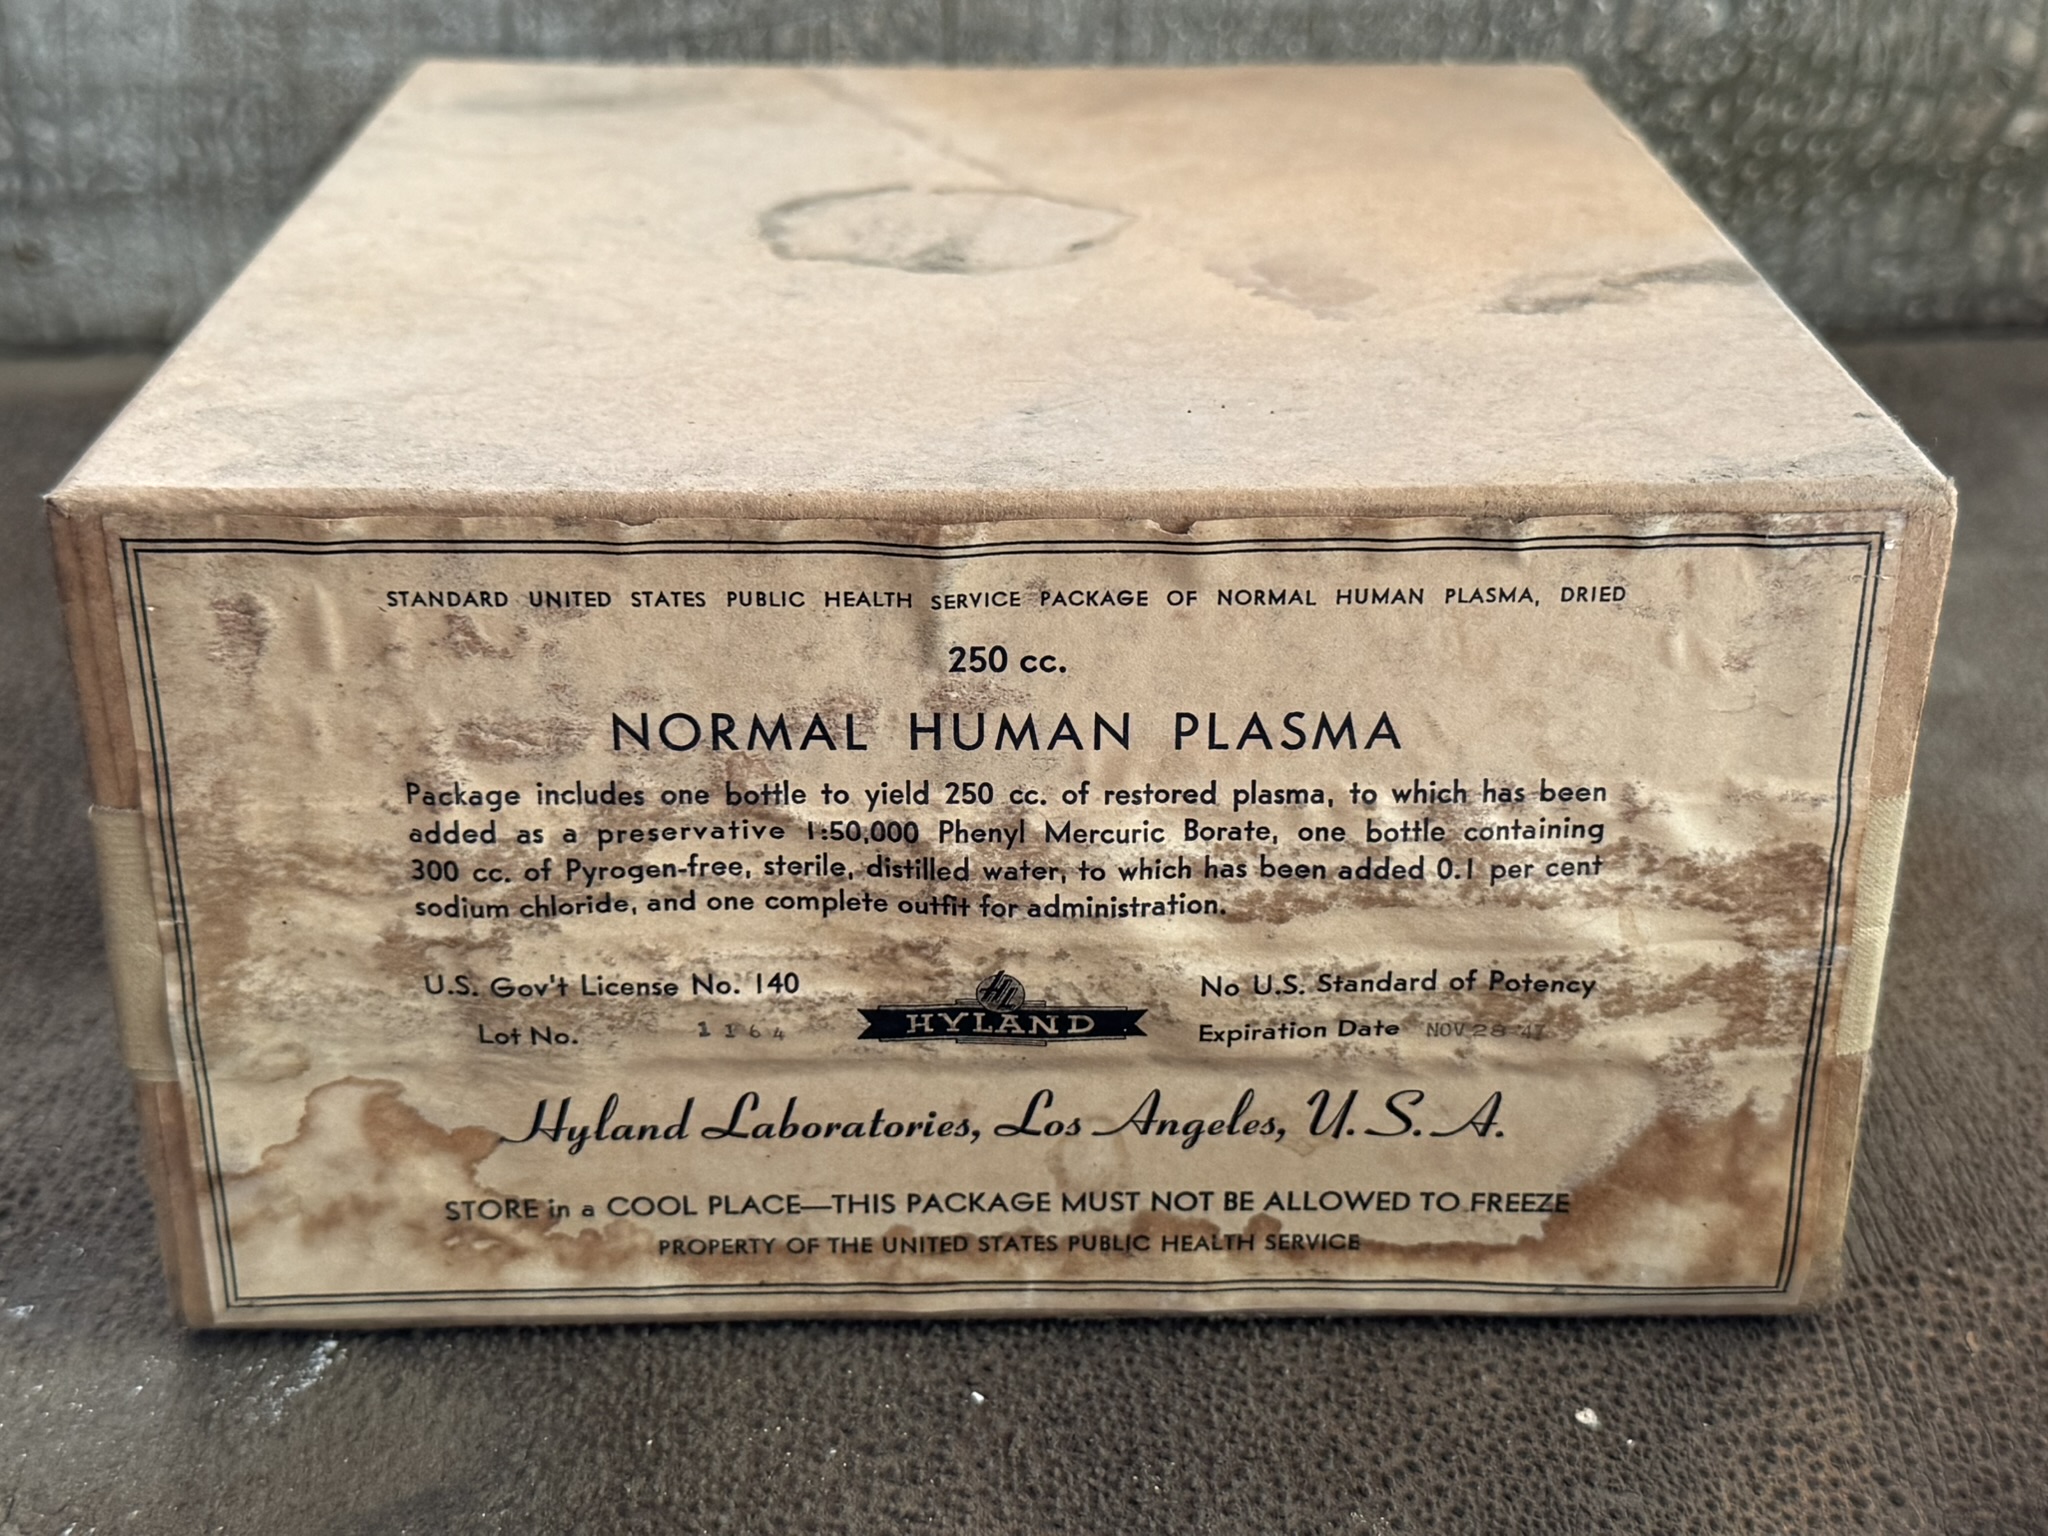 STANDARD UNITED STATES PUBLIC HEALTH SERVICE PACKAGE OF NORMAL HUMAN PLASMA, DRIED
250 cc.
NORMAL HUMAN PLASMA
Package includes one bottle to yield 250 cc. of restored plasma, to which has been
added as a preservative 1:50,000 Phenyl Mercuric Borate, one bottle containing
300 cc. of Pyrogen-free, sterile, distilled water, to which has been added 0.1 per cent
sodium chloride, and one complete outfit for administration.
U.S. Gov't License No. 140
Lot No. 1164
HL
HYLAND
No U.S. Standard of Potency
Expiration Date NOV 28 47
Hyland Laboratories, Los Angeles, U.S.A.
STORE in a COOL PLACE—THIS PACKAGE MUST NOT BE ALLOWED TO FREEZE
PROPERTY OF THE UNITED STATES PUBLIC HEALTH SERVICE